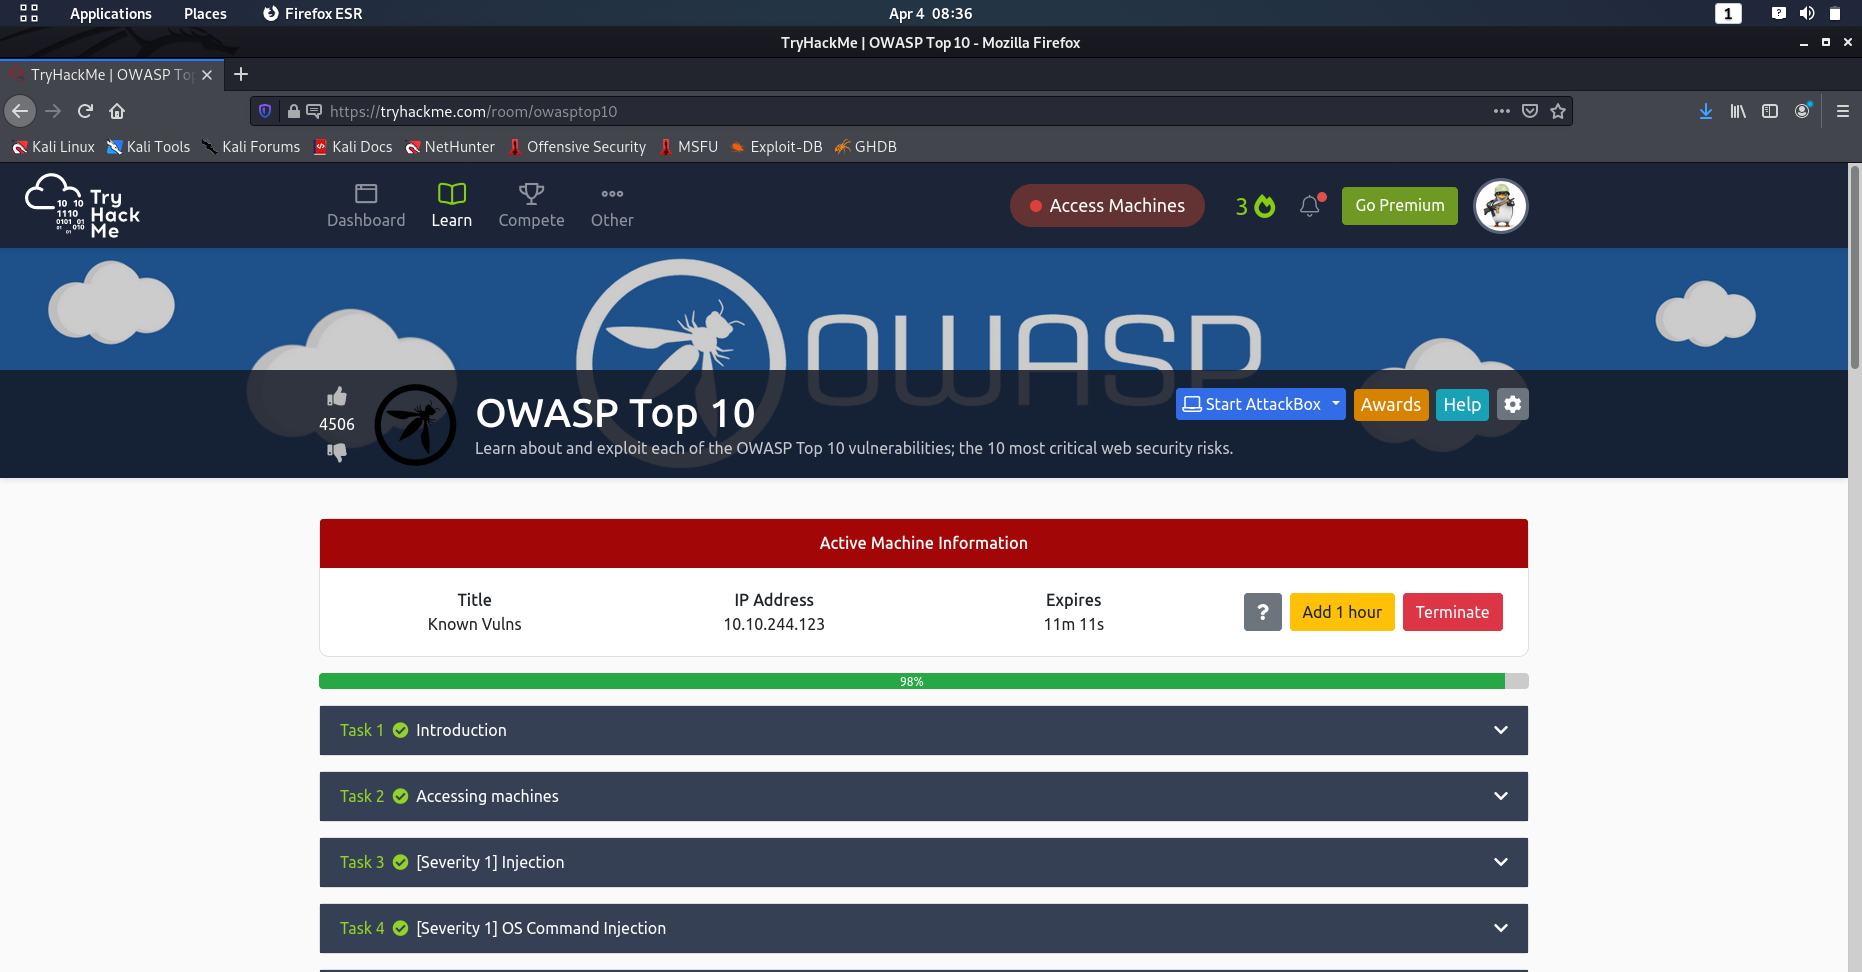 Applications Places Firefox ESR Apr 4 08:36 1
TryHackMe | OWASP Top 10 - Mozilla Firefox
TryHackMe | OWASP Top
https://tryhackme.com/room/owasptop10
Kali Linux Kali Tools Kali Forums Kali Docs NetHunter Offensive Security MSFU Exploit-DB GHDB
Try Hack Me
Dashboard Learn Compete Other Access Machines 3 Go Premium
OWASP
4506
OWASP Top 10
Start AttackBox Awards Help
Learn about and exploit each of the OWASP Top 10 vulnerabilities; the 10 most critical web security risks.
Active Machine Information
Title IP Address Expires
Known Vulns 10.10.244.123 11m 11s
? Add 1 hour Terminate
98%
Task 1 Introduction
Task 2 Accessing machines
Task 3 [Severity 1] Injection
Task 4 [Severity 1] OS Command Injection